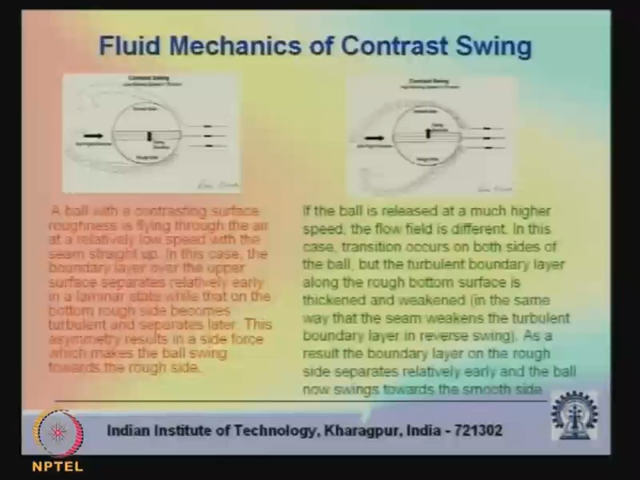 Fluid Mechanics of Contrast Swing
Contrast Swing
Contrast Swing
A ball with a contrasting surface
roughness is flying through the air
at a relatively low speed with the
seam straight up. In this case, the
boundary layer over the upper
surface separates relatively early
in a laminar state while that on the
bottom rough side becomes
turbulent and separates later. This
asymmetry results in a side force
which makes the ball swing
towards the rough side.
If the ball is released at a much higher
speed, the flow field is different. In this
case, transition occurs on both sides of
the ball, but the turbulent boundary layer
along the rough bottom surface is
thickened and weakened (in the same
way that the seam weakens the turbulent
boundary layer in reverse swing). As a
result the boundary layer on the rough
side separates relatively early and the ball
now swings towards the smooth side
Indian Institute of Technology, Kharagpur, India - 721302
NPTEL